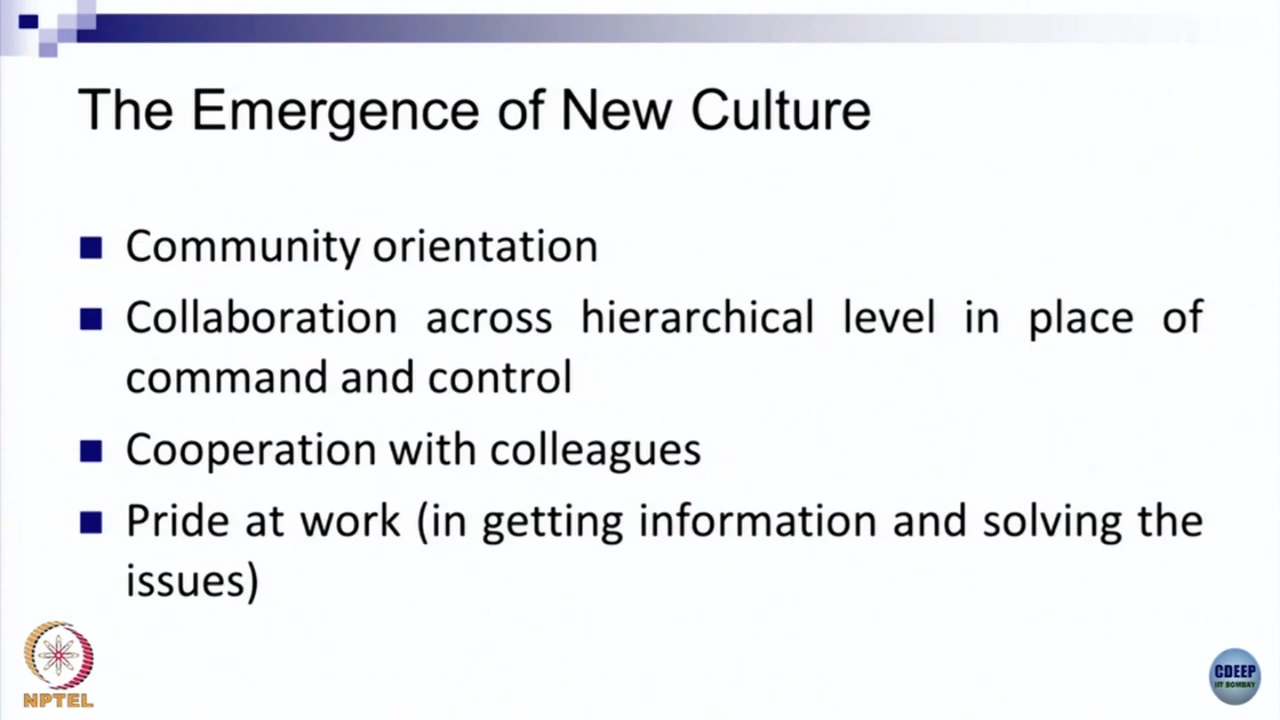 The Emergence of New Culture
Community orientation
Collaboration across hierarchical level in place of
command and control
Cooperation with colleagues
Pride at work (in getting information and solving the
issues)
NPTEL
CDEEP
IIT BOMBAY